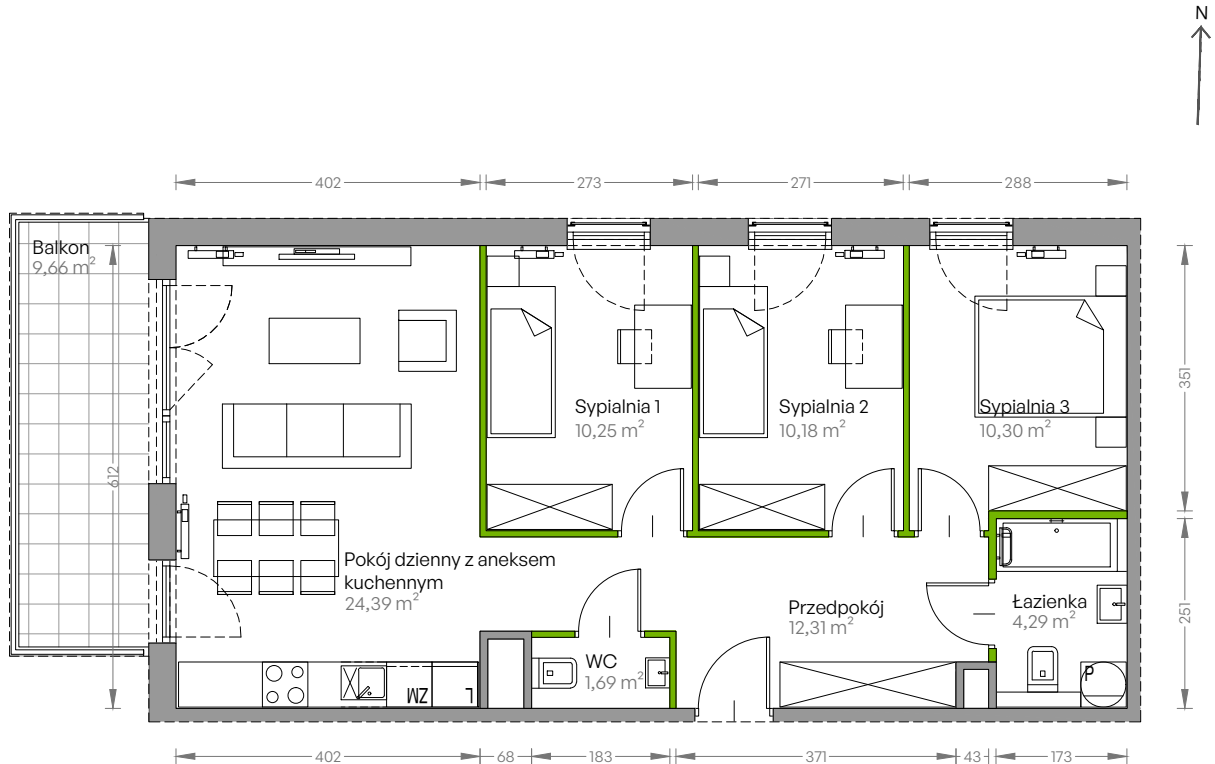 N
402
273
271
288
Balkon
9,66 m²
612
351
Sypialnia 1
10,25 m²
Sypialnia 2
10,18 m²
Sypialnia 3
10,30 m²
Pokój dzienny z aneksem
kuchennym
24,39 m²
Przedpokój
12,31 m²
Łazienka
4,29 m²
251
WC
1,69 m²
ZM
L
P
402
68
183
371
43
173